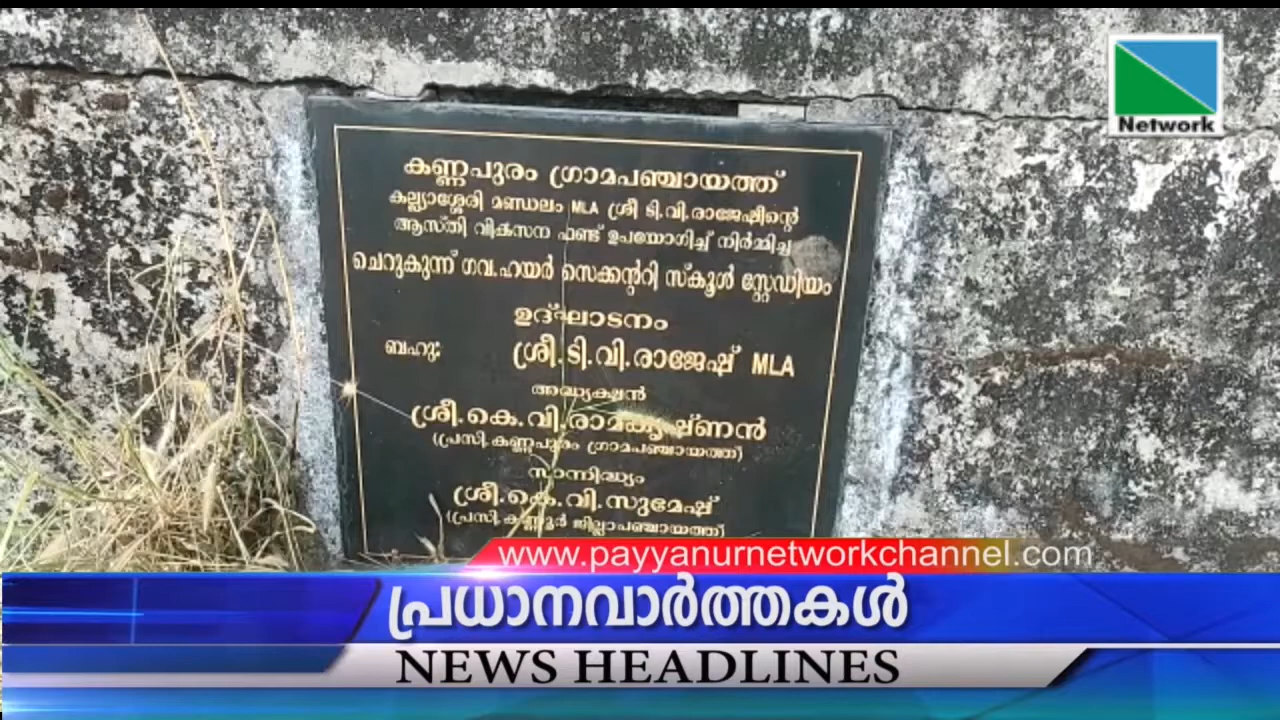 Network
കണ്ണപുരം ഗ്രാമപഞ്ചായത്ത്
കല്ല്യാശ്ശേരി മണ്ഡലം MLA ശ്രീ ടി.വി.രാജേഷിന്റെ
ആസ്തി വികസന ഫണ്ട് ഉപയോഗിച്ച് നിർമ്മിച്ച
ചെറുകുന്ന് ഗവ.ഹയർ സെക്കന്ററി സ്കൂൾ സ്റ്റേഡിയം
ഉദ്ഘാടനം
ബഹു: ശ്രീ.ടി.വി.രാജേഷ് MLA
അദ്ധ്യക്ഷൻ
ശ്രീ.കെ.വി.രാമകൃഷ്ണൻ
(പ്രസി.കണ്ണപുരം ഗ്രാമപഞ്ചായത്ത്)
സാന്നിദ്ധ്യം
ശ്രീ.കെ.വി.സുമേഷ്
(പ്രസി.കണ്ണൂർ ജില്ലാപഞ്ചായത്ത്)
www.payyanurnetworkchannel.com
പ്രധാനവാർത്തകൾ
NEWS HEADLINES